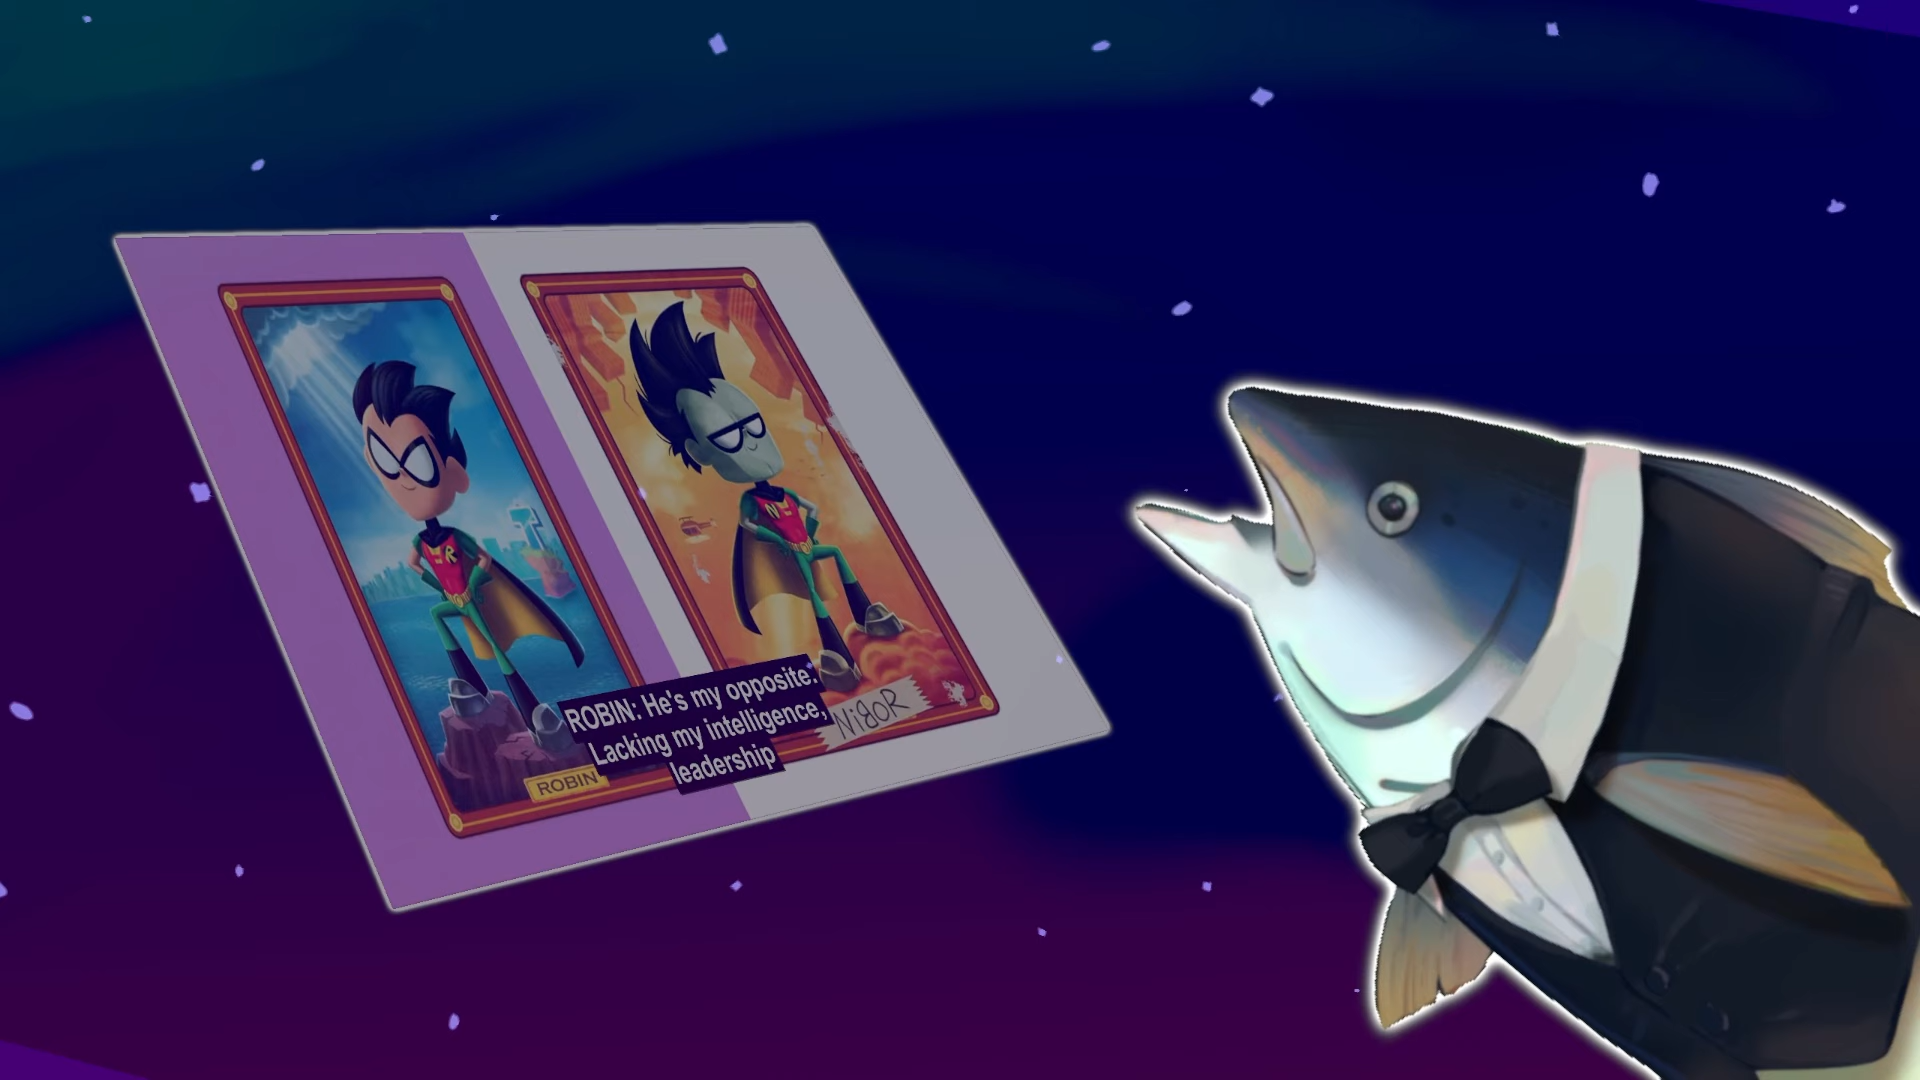 R
N
ROBIN: He's my opposite.
Lacking my intelligence,
leadership
NiBoR
ROBIN